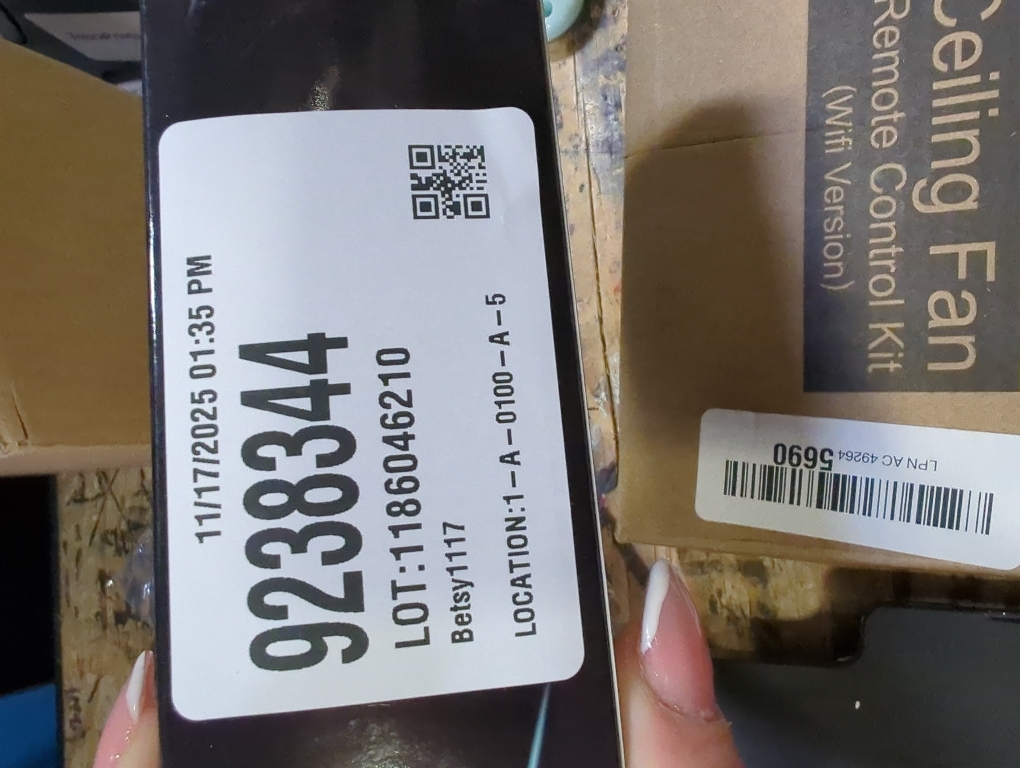 11/17/2025 01:35 PM
9238344
LOT:1186046210
Betsy1117
LOCATION:1-A-0100-A-5
Ceiling Fan
Remote Control Kit
(Wifi Version)
LPN AC 49264 5690